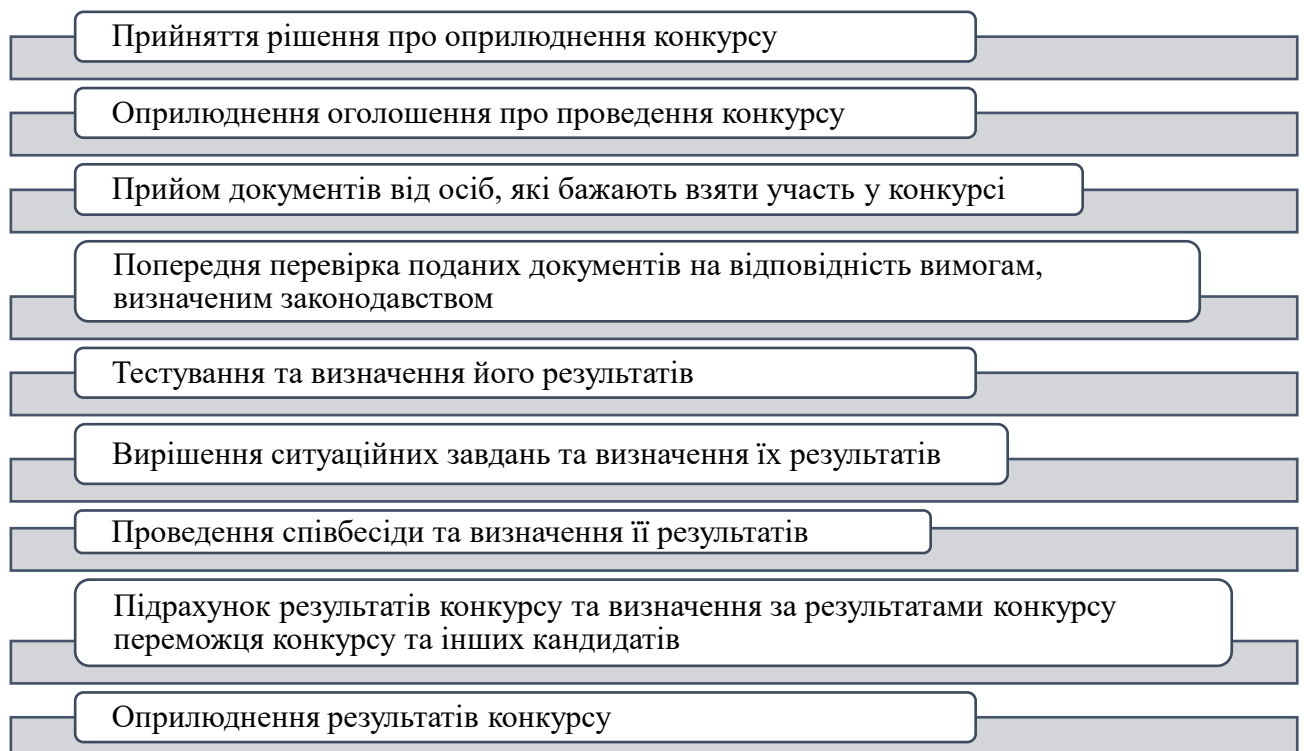 Прийняття рішення про оприлюднення конкурсу
Оприлюднення оголошення про проведення конкурсу
Прийом документів від осіб, які бажають взяти участь у конкурсі
Попередня перевірка поданих документів на відповідність вимогам,
визначеним законодавством
Тестування та визначення його результатів
Вирішення ситуаційних завдань та визначення їх результатів
Проведення співбесіди та визначення її результатів
Підрахунок результатів конкурсу та визначення за результатами конкурсу
переможця конкурсу та інших кандидатів
Оприлюднення результатів конкурсу